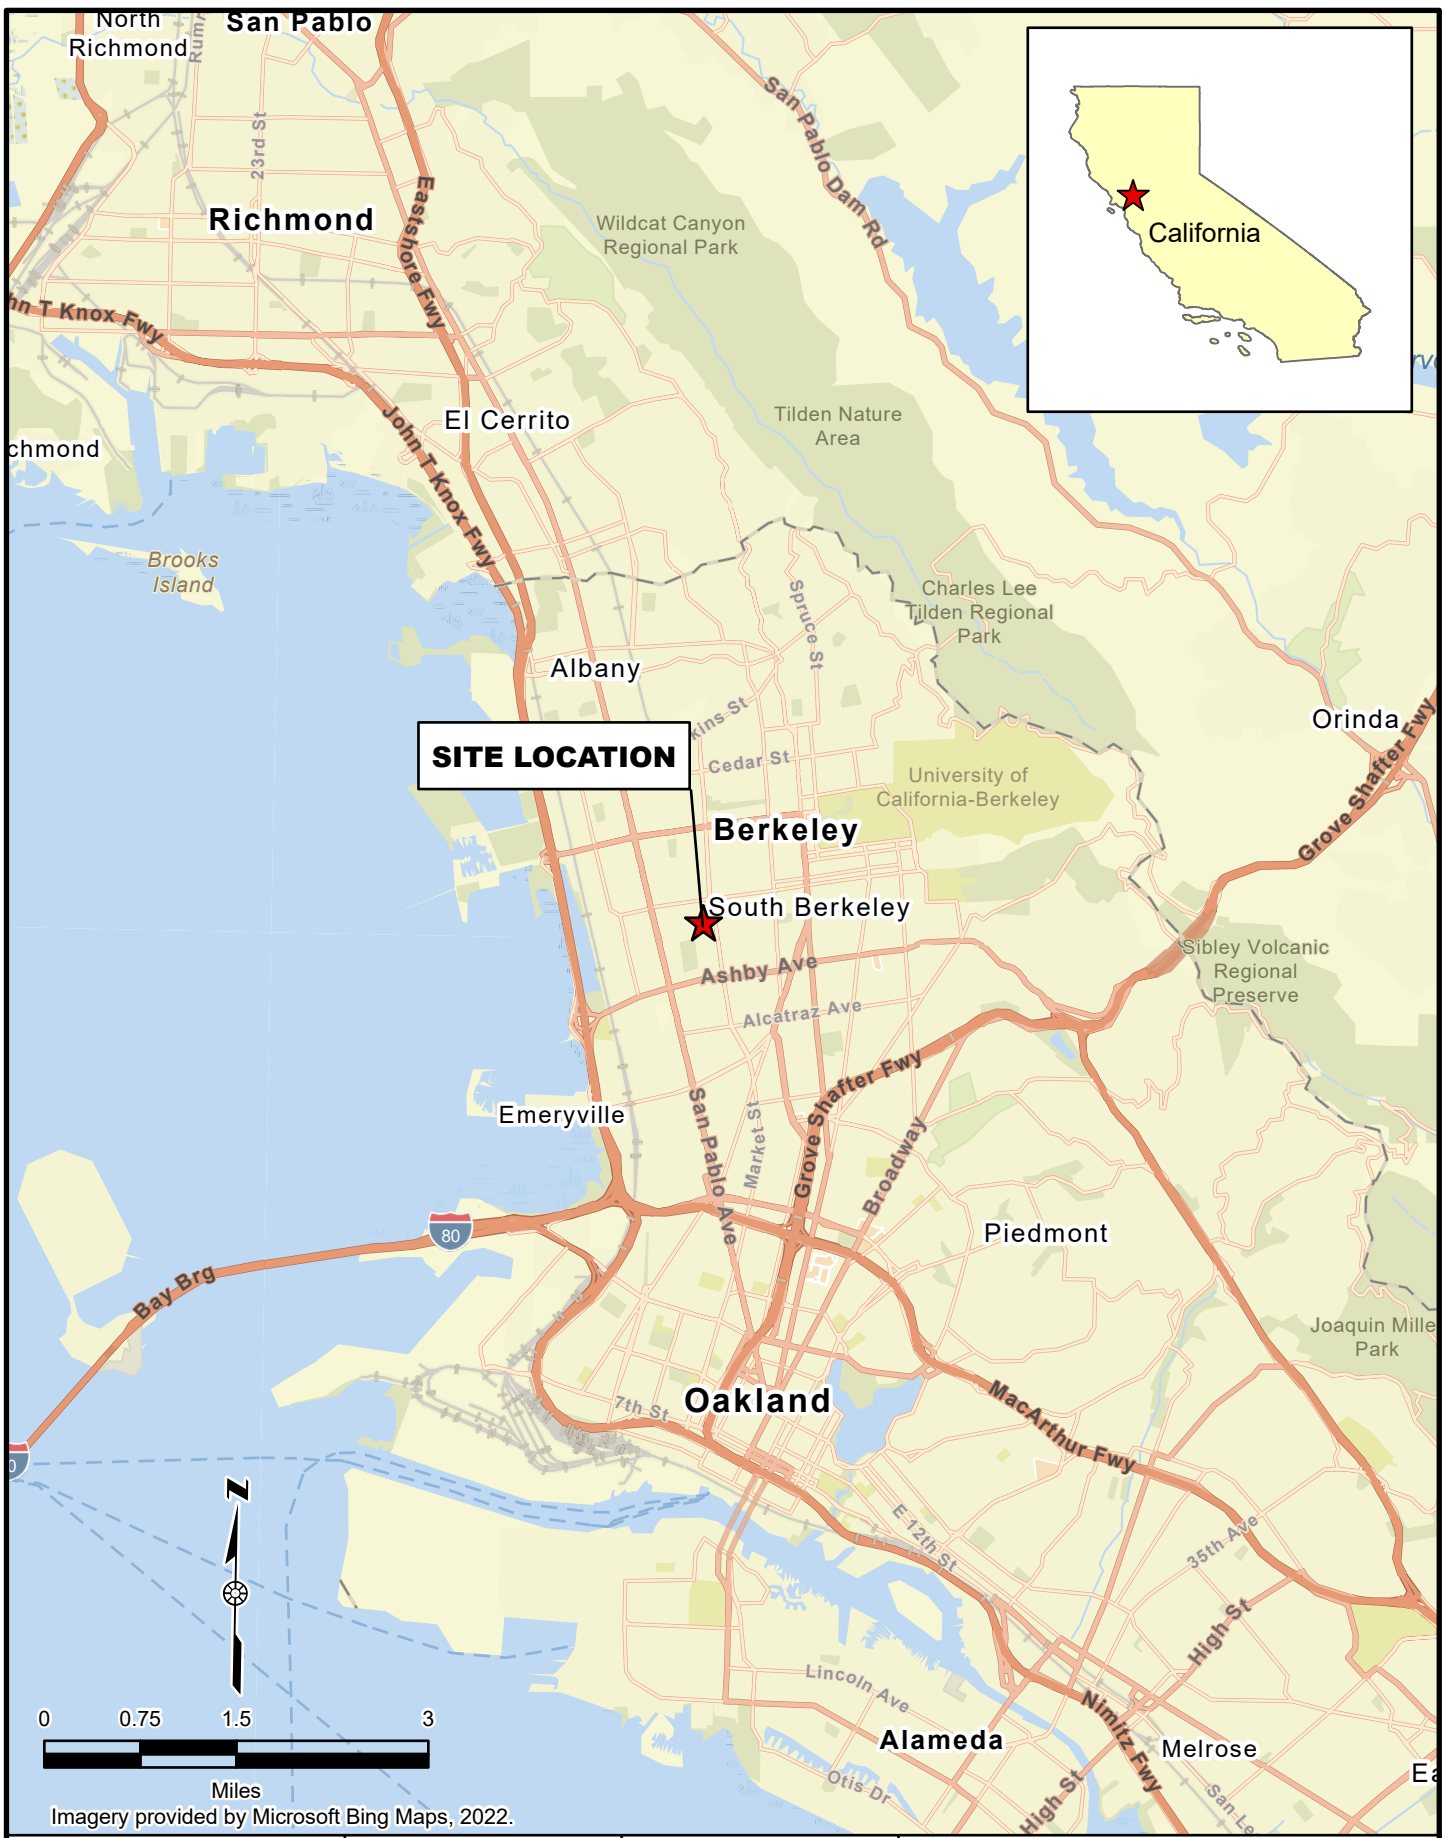 North
Richmond
San Pablo
23rd St
San Pablo Dam Rd
Eastshore Fwy
Richmond
Wildcat Canyon
Regional Park
California
T Knox Fwy
El Cerrito
John T Knox Fwy
Tilden Nature
Area
Brooks
Island
Charles Lee
Tilden Regional
Park
Spruce St
Albany
Orinda
SITE LOCATION
Cedar St
University of
California-Berkeley
Grove Shafter Fwy
Berkeley
South Berkeley
Ashby Ave
Sibley Volcanic
Regional
Preserve
Alcatraz Ave
Grove Shafter Fwy
Emeryville
San Pablo Ave
Market St
Broadway
Piedmont
80
Bay Brg
Joaquin Mille
Park
Oakland
7th St
MacArthur Fwy
E 12th St
35th Ave
High St
Lincoln Ave
Nimitz Fwy
Alameda
Melrose
Otis Dr
High St
San Le
N
0 0.75 1.5 3
Miles
Imagery provided by Microsoft Bing Maps, 2022.